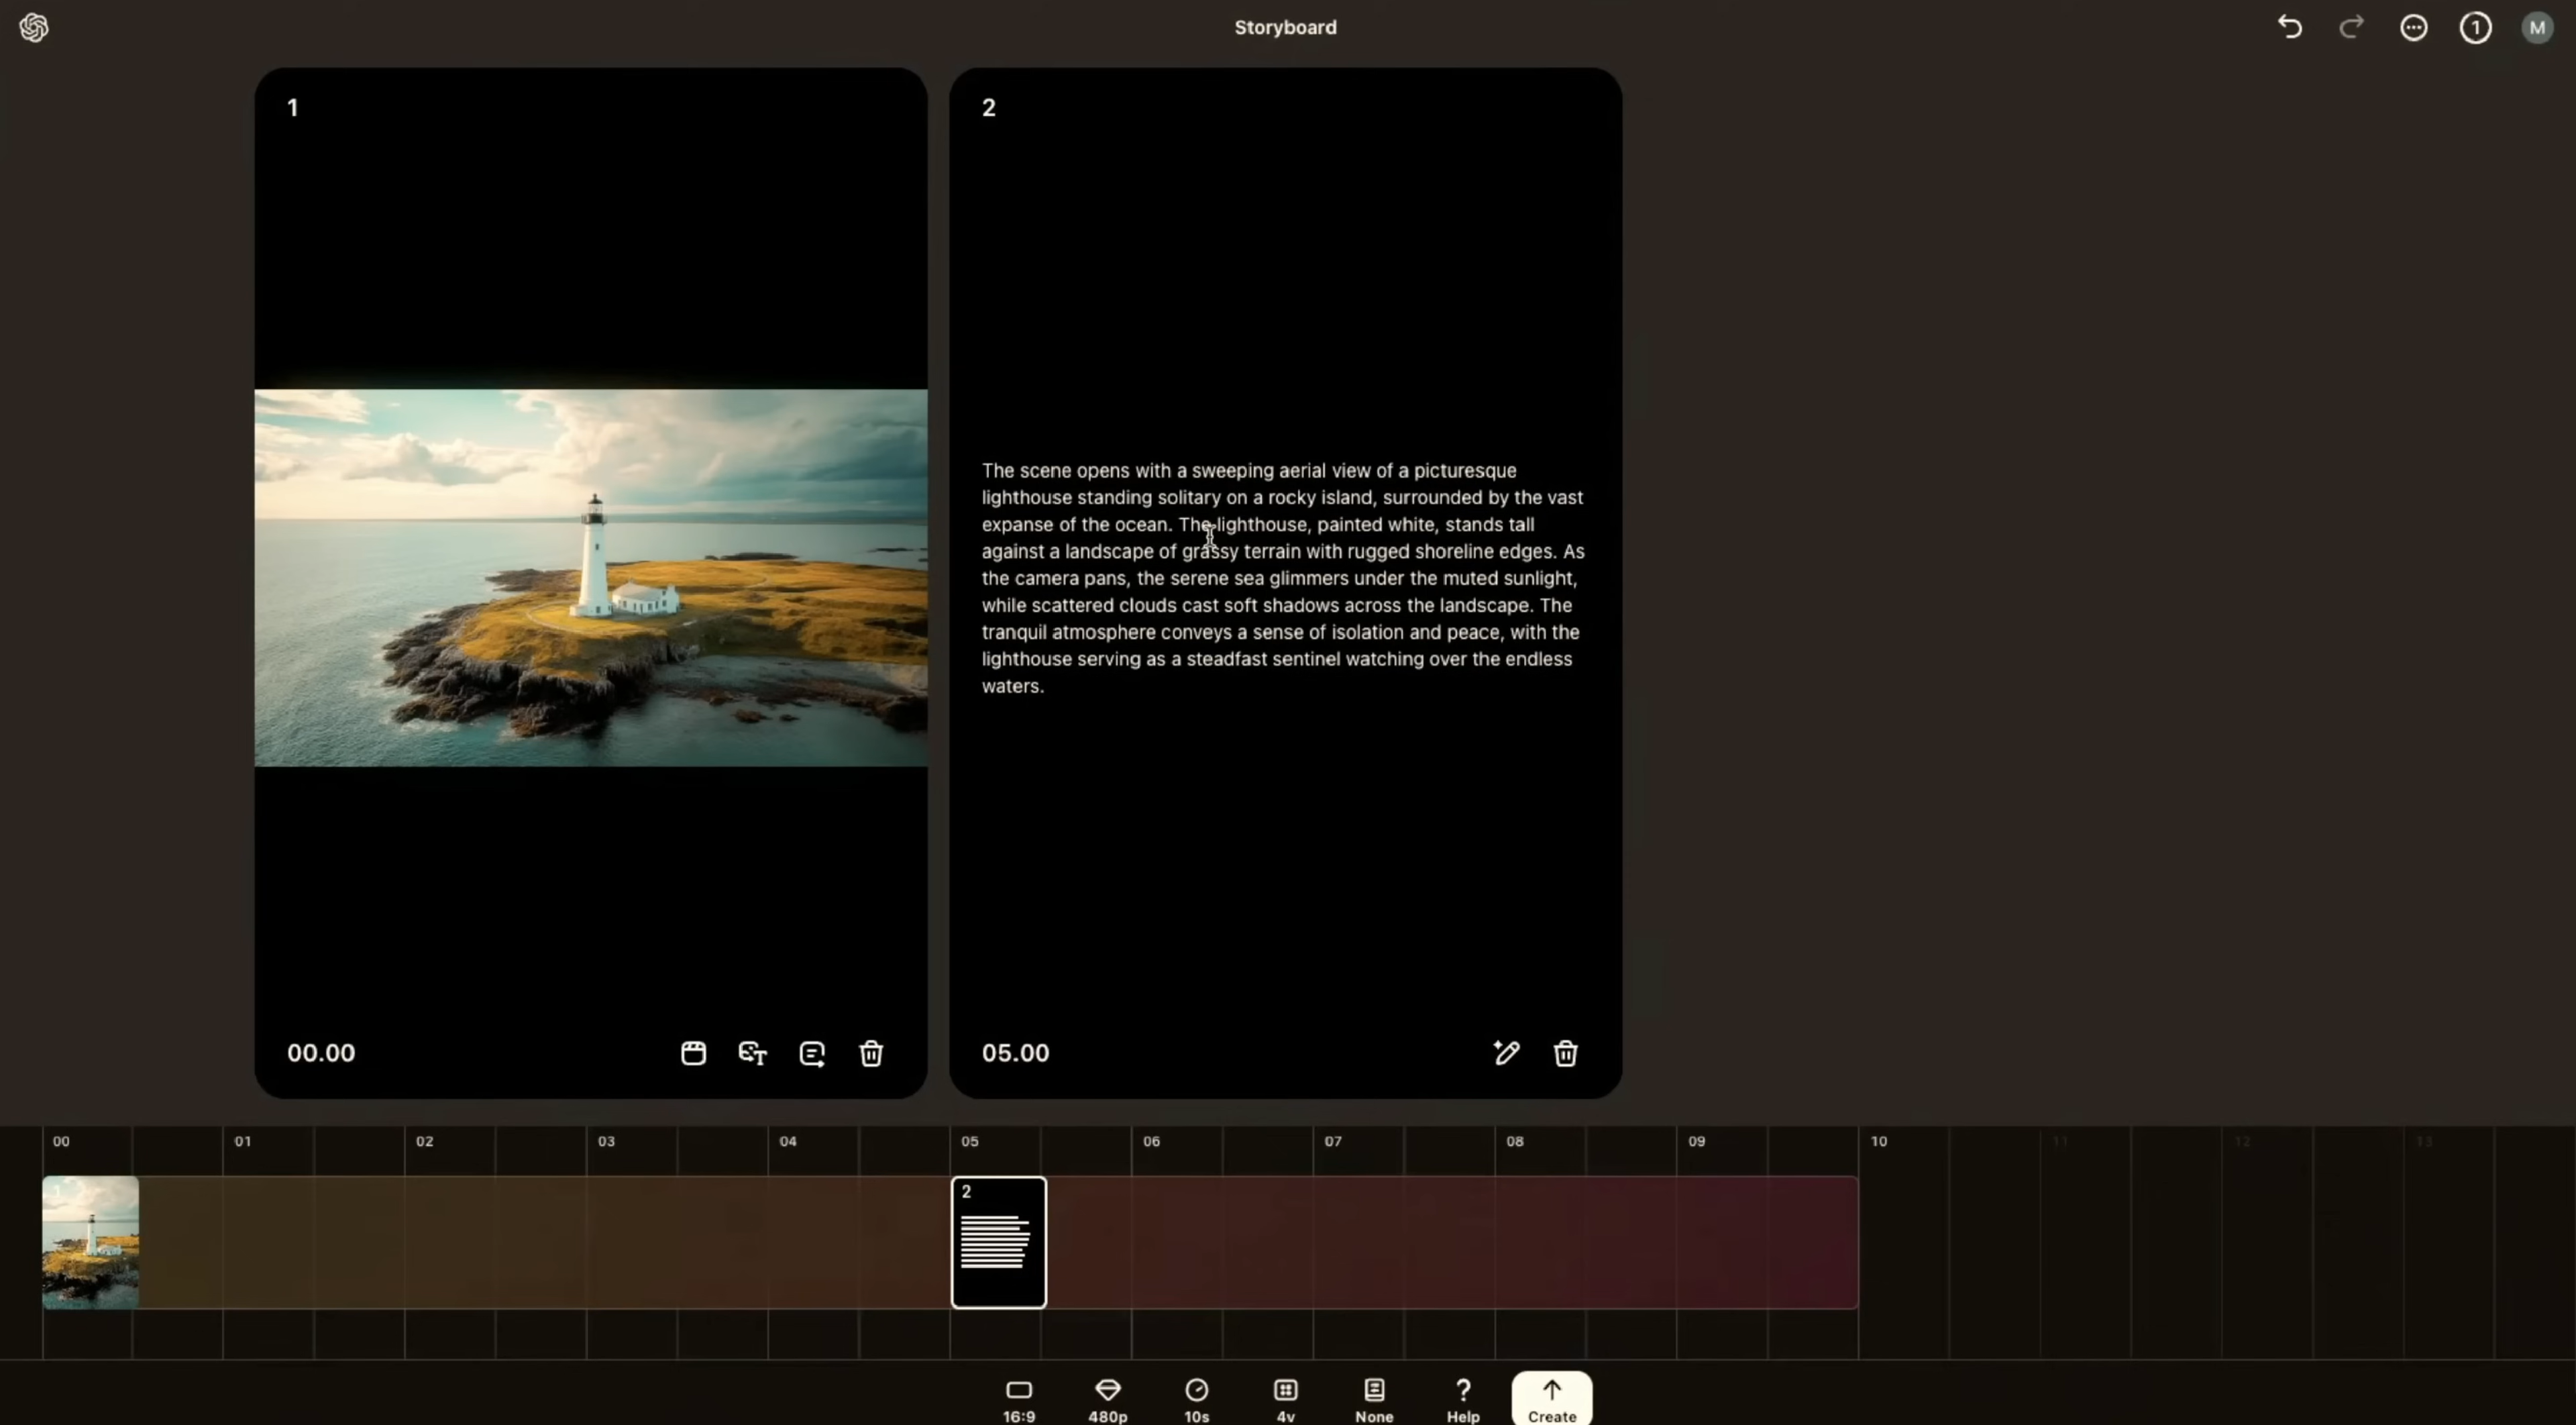 Storyboard
1
M
1
2
The scene opens with a sweeping aerial view of a picturesque
lighthouse standing solitary on a rocky island, surrounded by the vast
expanse of the ocean. The lighthouse, painted white, stands tall
against a landscape of grassy terrain with rugged shoreline edges. As
the camera pans, the serene sea glimmers under the muted sunlight,
while scattered clouds cast soft shadows across the landscape. The
tranquil atmosphere conveys a sense of isolation and peace, with the
lighthouse serving as a steadfast sentinel watching over the endless
waters.
00.00
05.00
00 01 02 03 04 05 06 07 08 09 10 11 12 13
2
16:9 480p 10s 4v None Help Create